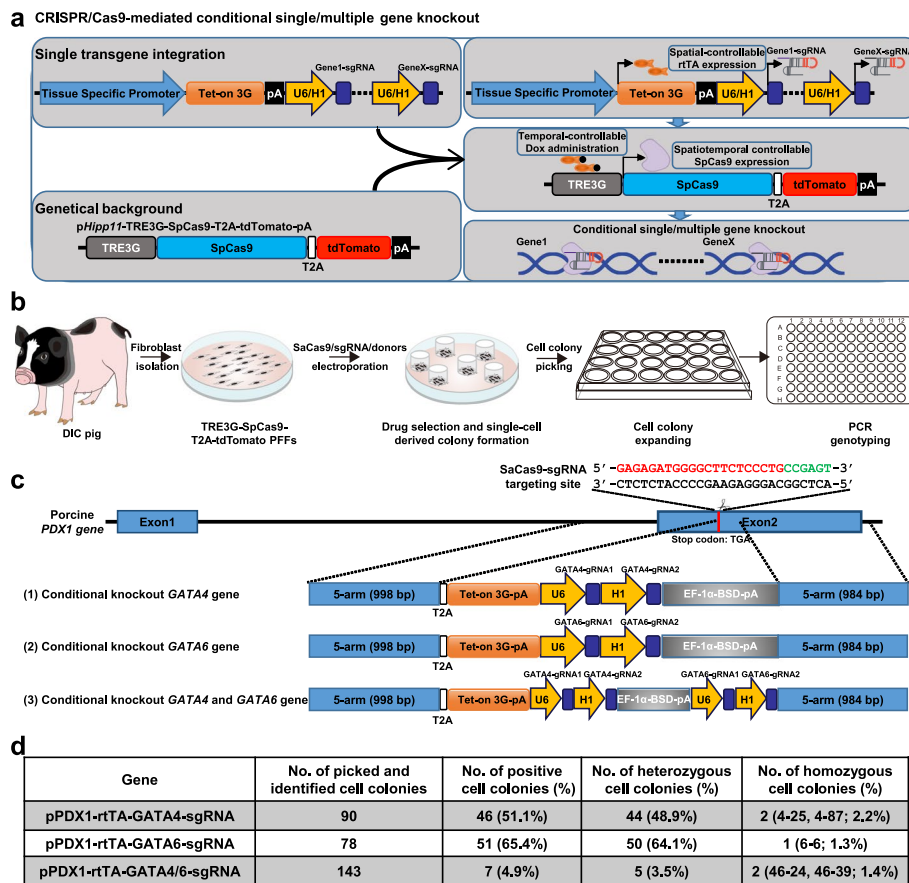 a CRISPR/Cas9-mediated conditional single/multiple gene knockout
Single transgene integration
Gene1-sgRNA
GeneX-sgRNA
Tissue Specific Promoter
Tet-on 3G
pA
U6/H1
U6/H1
Spatial-controllable
rtTA expression
Gene1-sgRNA
GeneX-sgRNA
Tissue Specific Promoter
Tet-on 3G
pA
U6/H1
U6/H1
Temporal-controllable
Dox administration
Spatiotemporal controllable
SpCas9 expression
TRE3G
SpCas9
tdTomato
pA
T2A
Genetical background
pHipp11-TRE3G-SpCas9-T2A-tdTomato-pA
TRE3G
SpCas9
tdTomato
pA
T2A
Conditional single/multiple gene knockout
Gene1
GeneX
b
DIC pig
Fibroblast
isolation
TRE3G-SpCas9-
T2A-tdTomato PFFs
SaCas9/sgRNA/donors
electroporation
Drug selection and single-cell
derived colony formation
Cell colony
picking
Cell colony
expanding
1 2 3 4 5 6 7 8 9 10 11 12
A
B
C
D
E
F
G
H
PCR
genotyping
c
SaCas9-sgRNA
targeting site
5’-GAGAGATGGGGCTTCTCCCTGCCGAGT-3’
3’-CTCTCTACCCCGAAGAGGGACGGCTCA-5’
Porcine
PDX1 gene
Exon1
Exon2
Stop codon: TGA
(1) Conditional knockout GATA4 gene
GATA4-gRNA1 GATA4-gRNA2
5-arm (998 bp)
T2A
Tet-on 3G-pA
U6
H1
EF-1α-BSD-pA
5-arm (984 bp)
(2) Conditional knockout GATA6 gene
GATA6-gRNA1 GATA6-gRNA2
5-arm (998 bp)
T2A
Tet-on 3G-pA
U6
H1
EF-1α-BSD-pA
5-arm (984 bp)
(3) Conditional knockout GATA4 and GATA6 gene
GATA4-gRNA1 GATA4-gRNA2
GATA6-gRNA1 GATA6-gRNA2
5-arm (998 bp)
T2A
Tet-on 3G-pA
U6
H1
EF-1α-BSD-pA
U6
H1
5-arm (984 bp)
d
Gene
No. of picked and
identified cell colonies
No. of positive
cell colonies (%)
No. of heterozygous
cell colonies (%)
No. of homozygous
cell colonies (%)
pPDX1-rtTA-GATA4-sgRNA 90 46 (51.1%) 44 (48.9%) 2 (4-25, 4-87; 2.2%)
pPDX1-rtTA-GATA6-sgRNA 78 51 (65.4%) 50 (64.1%) 1 (6-6; 1.3%)
pPDX1-rtTA-GATA4/6-sgRNA 143 7 (4.9%) 5 (3.5%) 2 (46-24, 46-39; 1.4%)